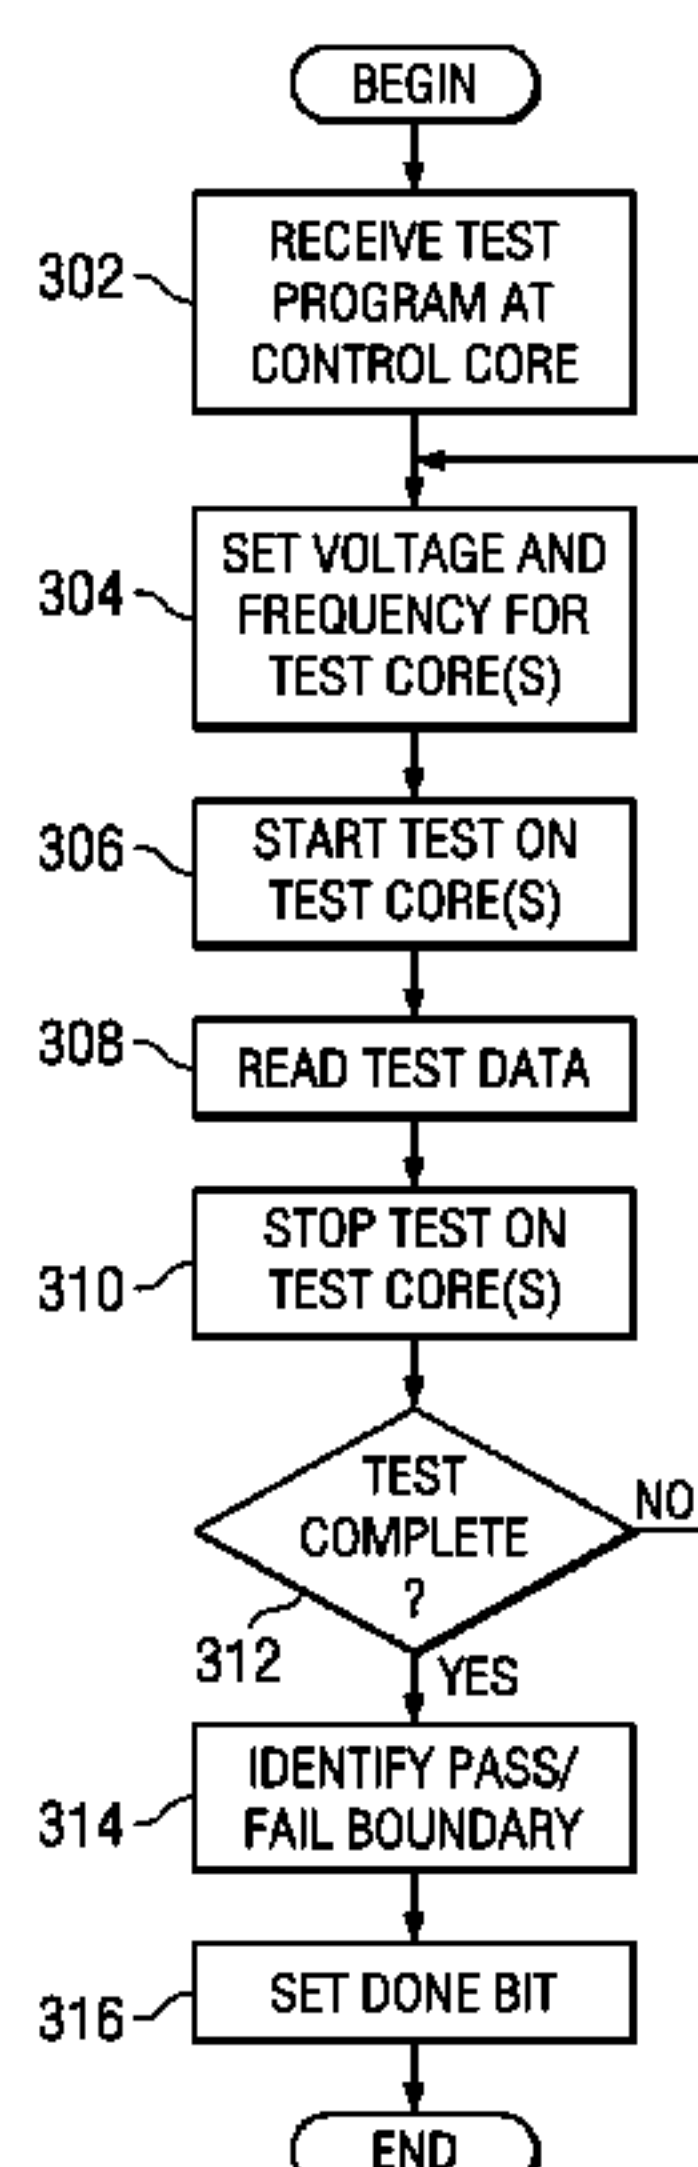 BEGIN
302
RECEIVE TEST
PROGRAM AT
CONTROL CORE
304
SET VOLTAGE AND
FREQUENCY FOR
TEST CORE(S)
306
START TEST ON
TEST CORE(S)
308
READ TEST DATA
310
STOP TEST ON
TEST CORE(S)
312
TEST
COMPLETE
?
NO
YES
314
IDENTIFY PASS/
FAIL BOUNDARY
316
SET DONE BIT
END